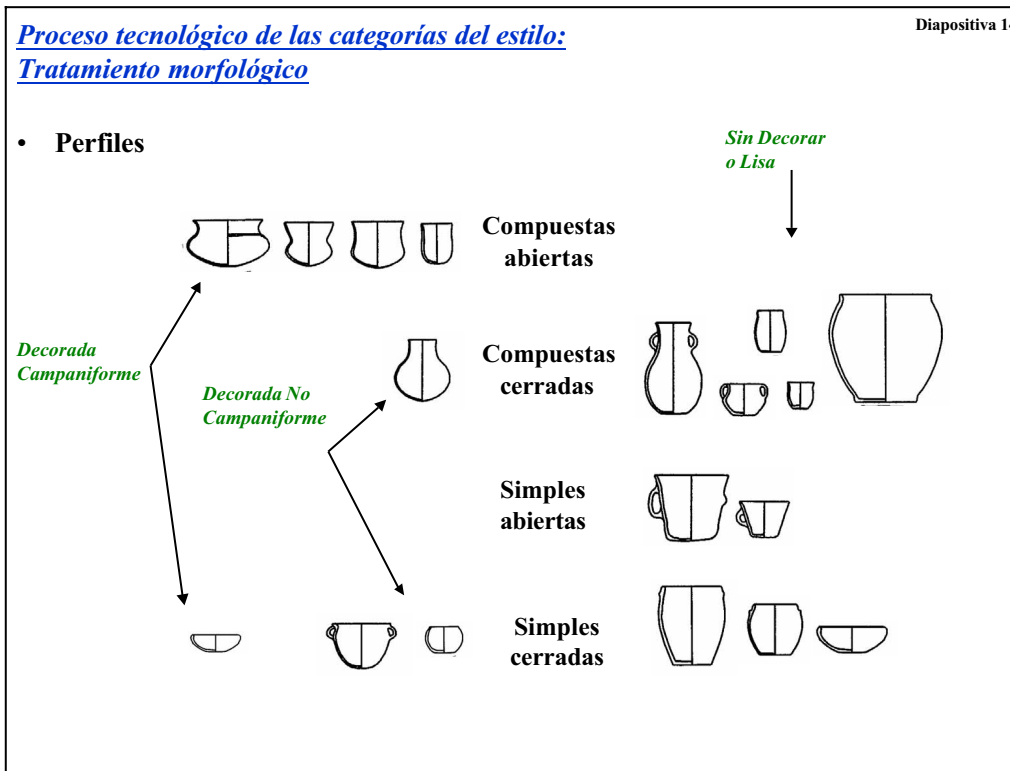 Proceso tecnológico de las categorías del estilo:
Tratamiento morfológico
Diapositiva 1
• Perfiles
Sin Decorar
o Lisa
Compuestas
abiertas
Decorada
Campaniforme
Compuestas
cerradas
Decorada No
Campaniforme
Simples
abiertas
Simples
cerradas